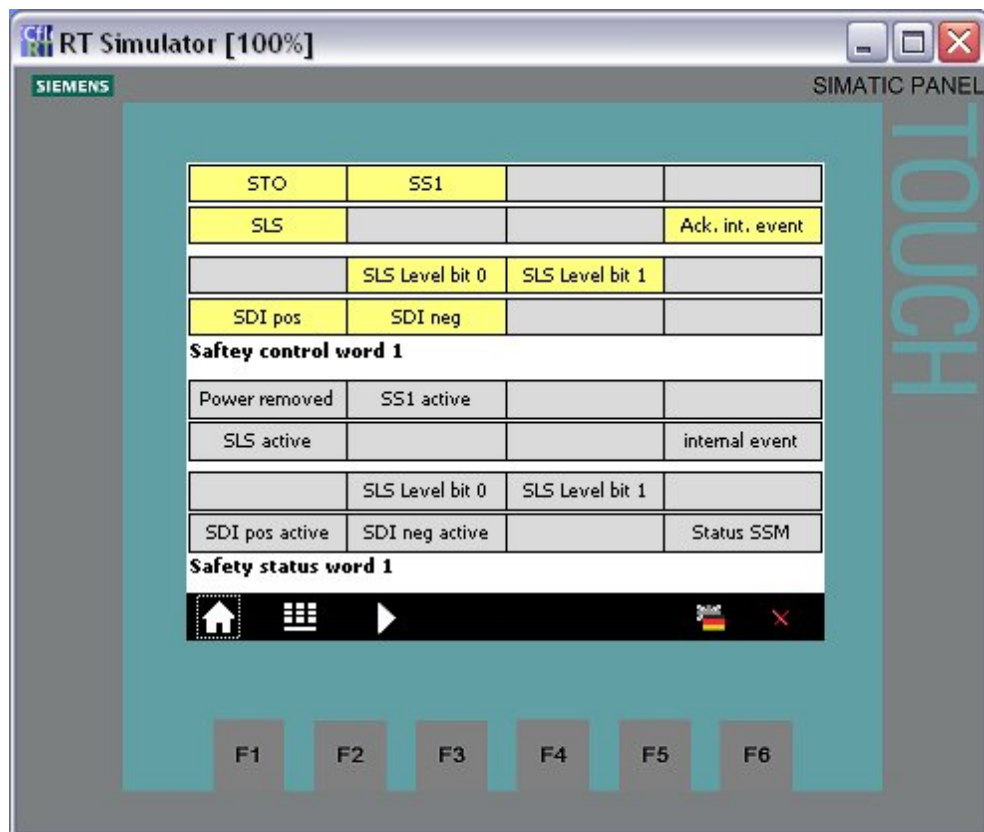 RT Simulator [100%]
SIEMENS
SIMATIC PANEL
TOUCH
STO SS1
SLS Ack. int. event
SLS Level bit 0 SLS Level bit 1
SDI pos SDI neg
Saftey control word 1
Power removed SS1 active
SLS active internal event
SLS Level bit 0 SLS Level bit 1
SDI pos active SDI neg active Status SSM
Safety status word 1
F1 F2 F3 F4 F5 F6